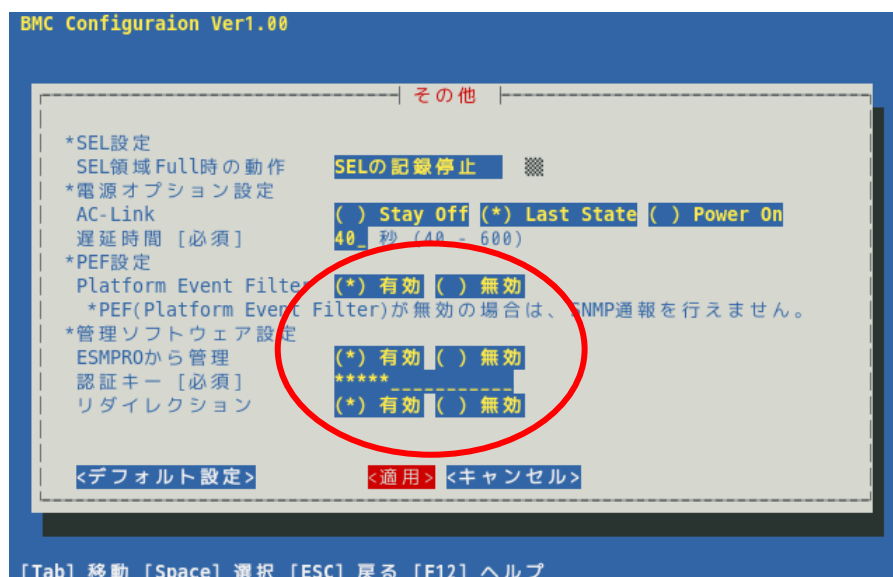 BMC Configuraion Ver1.00
その他
*SEL設定
SEL領域Full時の動作 SELの記録停止
*電源オプション設定
AC-Link ( ) Stay Off (*) Last State ( ) Power On
遅延時間 [必須] 40_ 秒 (40 - 600)
*PEF設定
Platform Event Filter (*) 有効 ( ) 無効
*PEF(Platform Event Filter)が無効の場合は、SNMP通報を行えません。
*管理ソフトウェア設定
ESMPROから管理 (*) 有効 ( ) 無効
認証キー [必須] *****___________
リダイレクション (*) 有効 ( ) 無効
<デフォルト設定> <適用> <キャンセル>
[Tab] 移動 [Space] 選択 [ESC] 戻る [F12] ヘルプ